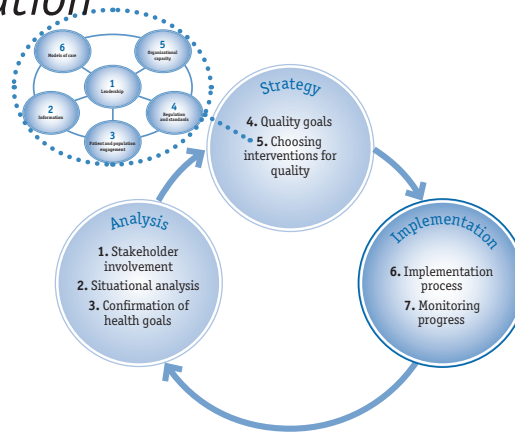 6
Models of care
5
Organizational
capacity
1
Leadership
2
Information
4
Regulation
and standards
3
Patient and population
engagement
Strategy
4. Quality goals
5. Choosing
interventions for
quality
Analysis
1. Stakeholder
involvement
2. Situational analysis
3. Confirmation of
health goals
Implementation
6. Implementation
process
7. Monitoring
progress